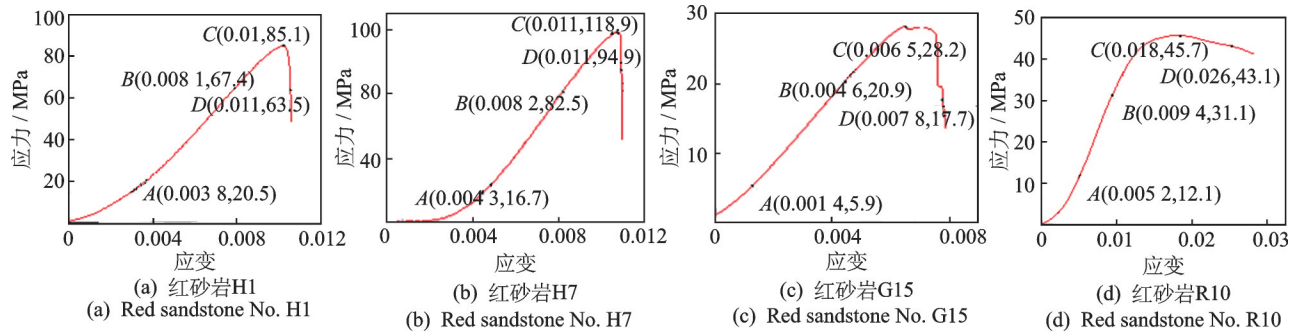 应力 / MPa
100
80
60
40
20
0
0.004
0.008
0.012
C(0.01,85.1)
B(0.008 1,67.4)
D(0.011,63.5)
A(0.003 8,20.5)
应变
(a) 红砂岩H1
(a) Red sandstone No. H1
应力 / MPa
100
80
80
40
0
0.004
0.008
0.012
C(0.011,118.9)
D(0.011,94.9)
B(0.008 2,82.5)
A(0.004 3,16.7)
应变
(b) 红砂岩H7
(b) Red sandstone No. H7
应力 / MPa
30
20
10
0
0
0.004
0.008
C(0.006 5,28.2)
B(0.004 6,20.9)
D(0.007 8,17.7)
A(0.001 4,5.9)
应变
(c) 红砂岩G15
(c) Red sandstone No. G15
应力 / MPa
50
40
30
20
10
0
0.01
0.02
0.03
C(0.018,45.7)
D(0.026,43.1)
B(0.009 4,31.1)
A(0.005 2,12.1)
应变
(d) 红砂岩R10
(d) Red sandstone No. R10